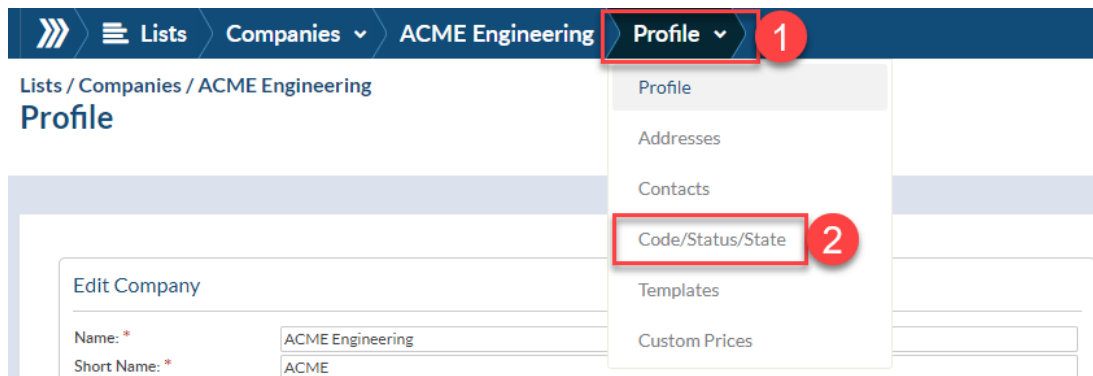 Lists Companies ACME Engineering Profile 1
Lists / Companies / ACME Engineering
Profile
Profile
Addresses
Contacts
Code/Status/State 2
Templates
Custom Prices
Edit Company
Name: * ACME Engineering
Short Name: * ACME